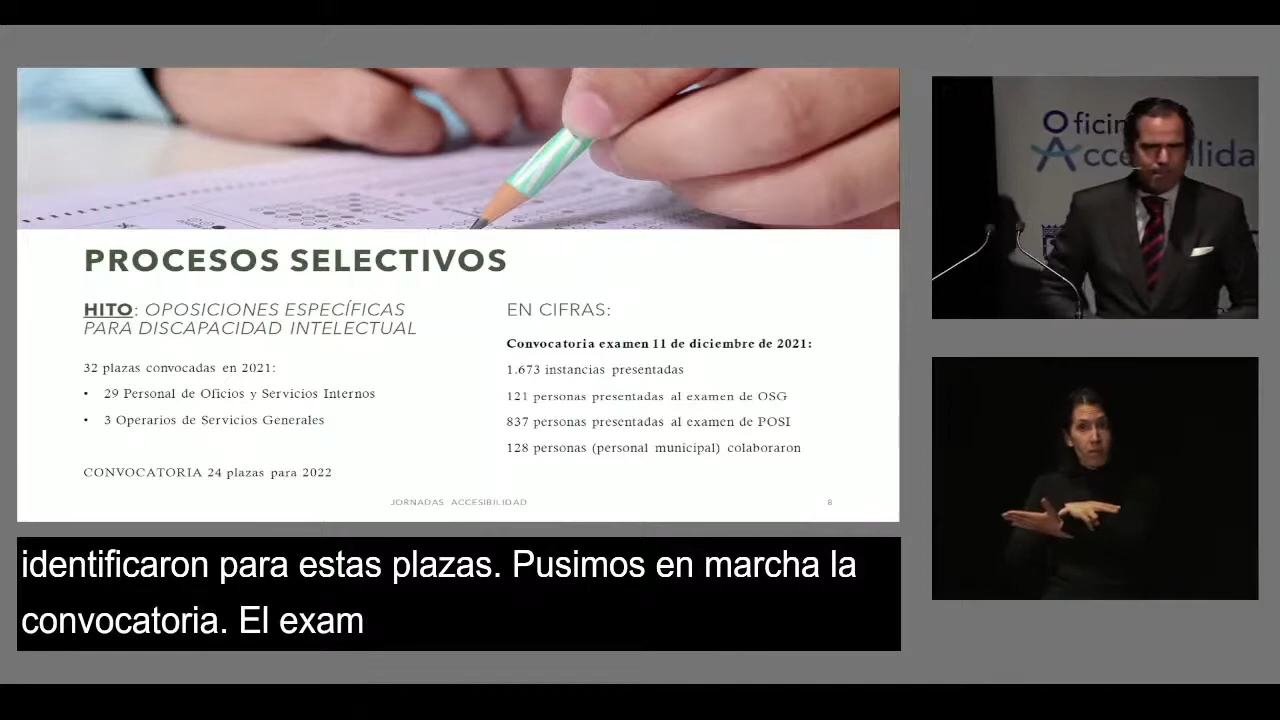 PROCESOS SELECTIVOS
HITO: OPOSICIONES ESPECÍFICAS
PARA DISCAPACIDAD INTELECTUAL
32 plazas convocadas en 2021:
• 29 Personal de Oficios y Servicios Internos
• 3 Operarios de Servicios Generales
CONVOCATORIA 24 plazas para 2022
EN CIFRAS:
Convocatoria examen 11 de diciembre de 2021:
1.673 instancias presentadas
121 personas presentadas al examen de OSG
837 personas presentadas al examen de POSI
128 personas (personal municipal) colaboraron
JORNADAS ACCESIBILIDAD
8
identificaron para estas plazas. Pusimos en marcha la
convocatoria. El exam